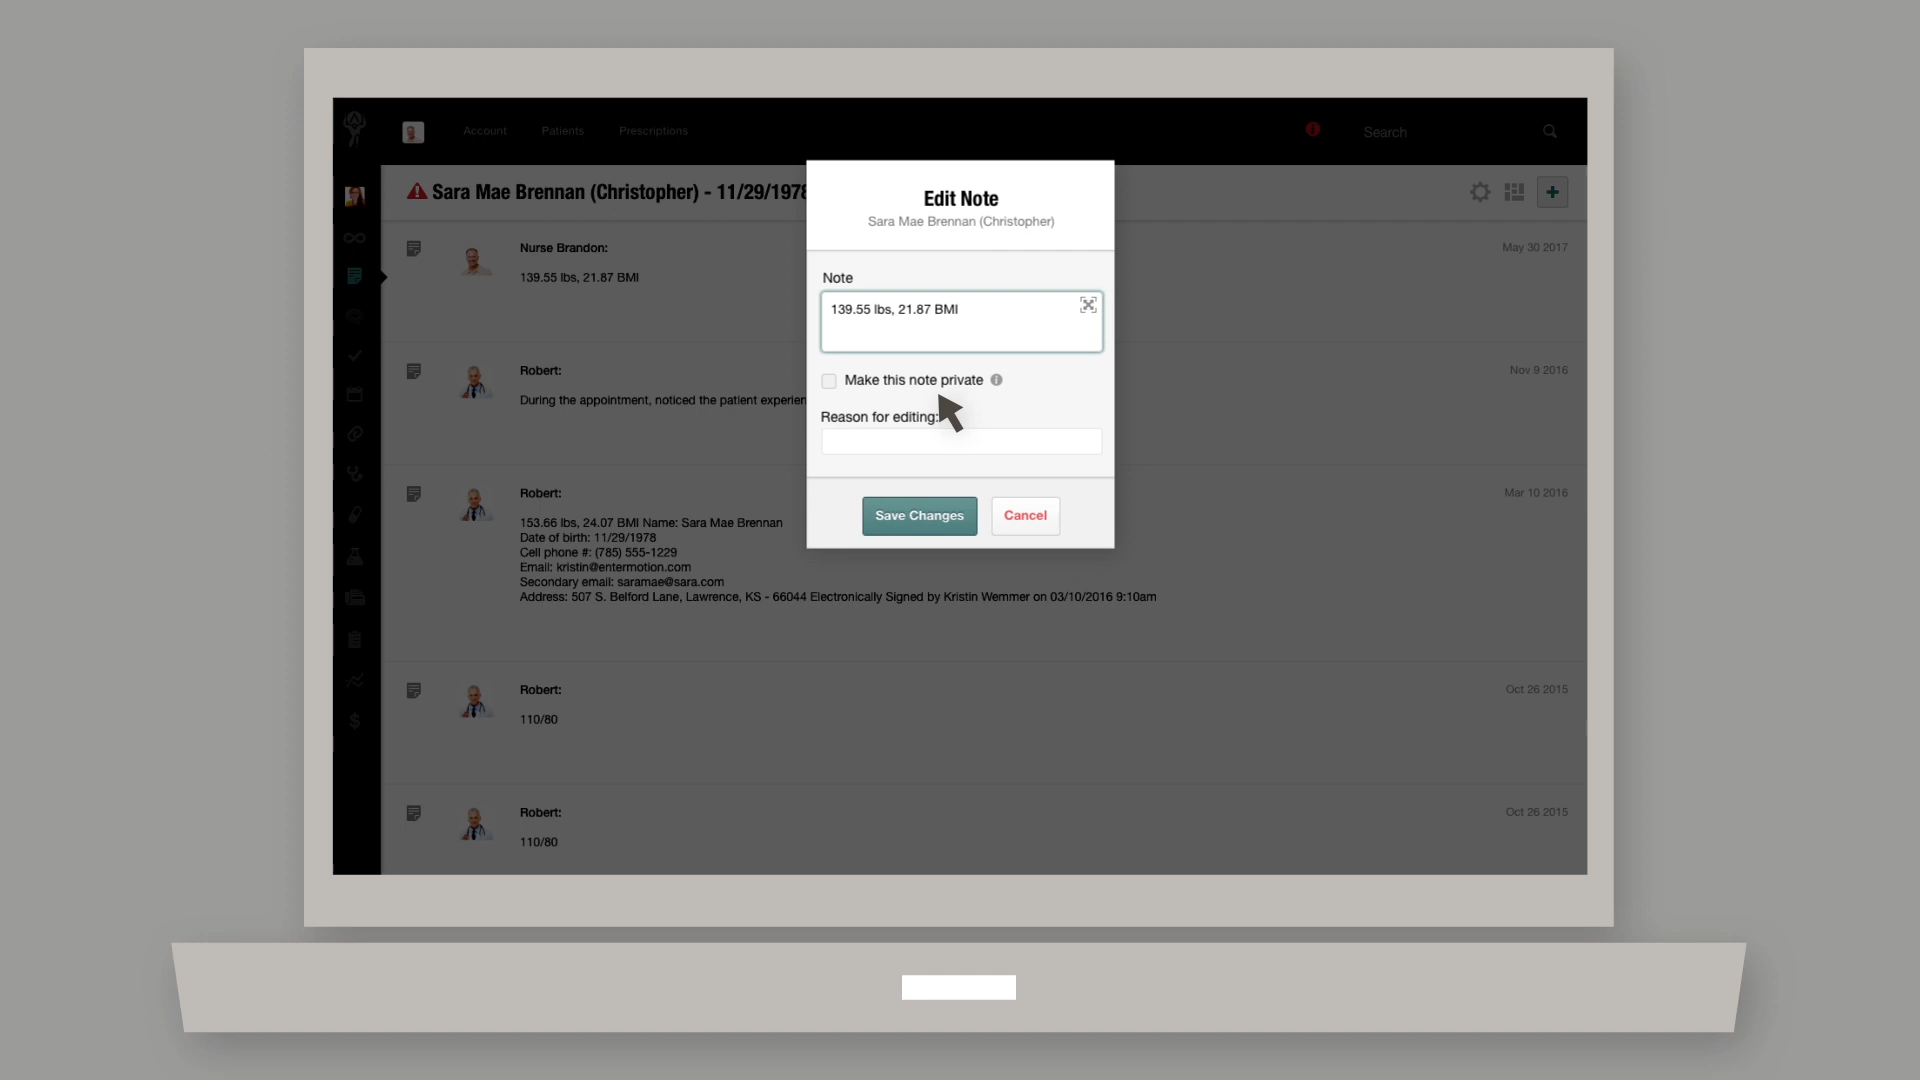 Account
Patients
Prescriptions
Search
Sara Mae Brennan (Christopher) - 11/29/1978
Nurse Brandon:
139.55 lbs, 21.87 BMI
May 30 2017
Robert:
During the appointment, noticed the patient experien
Nov 9 2016
Robert:
153.66 lbs, 24.07 BMI Name: Sara Mae Brennan
Date of birth: 11/29/1978
Cell phone #: (785) 555-1229
Email: kristin@entermotion.com
Secondary email: saramae@sara.com
Address: 507 S. Belford Lane, Lawrence, KS - 66044 Electronically Signed by Kristin Wemmer on 03/10/2016 9:10am
Mar 10 2016
Robert:
110/80
Oct 26 2015
Robert:
110/80
Oct 26 2015
Edit Note
Sara Mae Brennan (Christopher)
Note
139.55 lbs, 21.87 BMI
Make this note private
Reason for editing:
Save Changes
Cancel